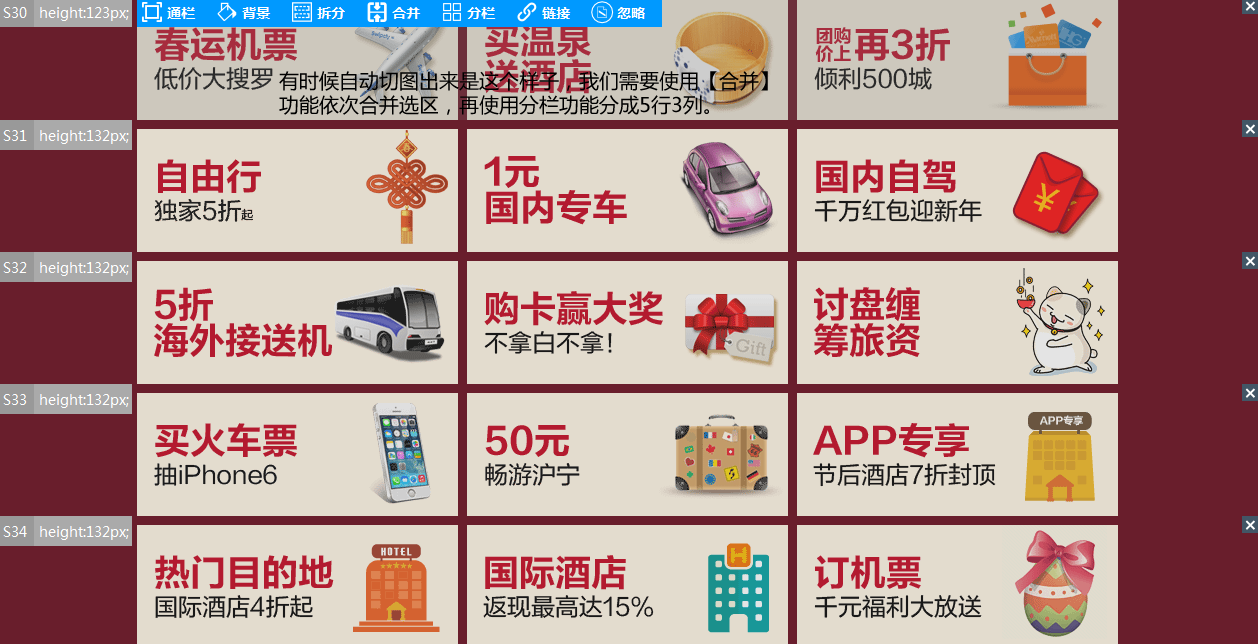 S30 height:123px;
通栏 背景 拆分 合并 分栏 链接 忽略
春运机票
低价大搜罗
买温泉
送酒店
团购
价上 再3折
倾利500城
有时候自动切图出来是这个样子，我们需要使用【合并】
功能依次合并选区，再使用分栏功能分成5行3列。
S31 height:132px;
自由行
独家5折起
1元
国内专车
国内自驾
千万红包迎新年
S32 height:132px;
5折
海外接送机
购卡赢大奖
不拿白不拿！
Gift
讨盘缠
筹旅资
S33 height:132px;
买火车票
抽iPhone6
50元
畅游沪宁
APP专享
节后酒店7折封顶
APP专享
S34 height:132px;
热门目的地
国际酒店4折起
HOTEL
国际酒店
返现最高达15%
H
订机票
千元福利大放送